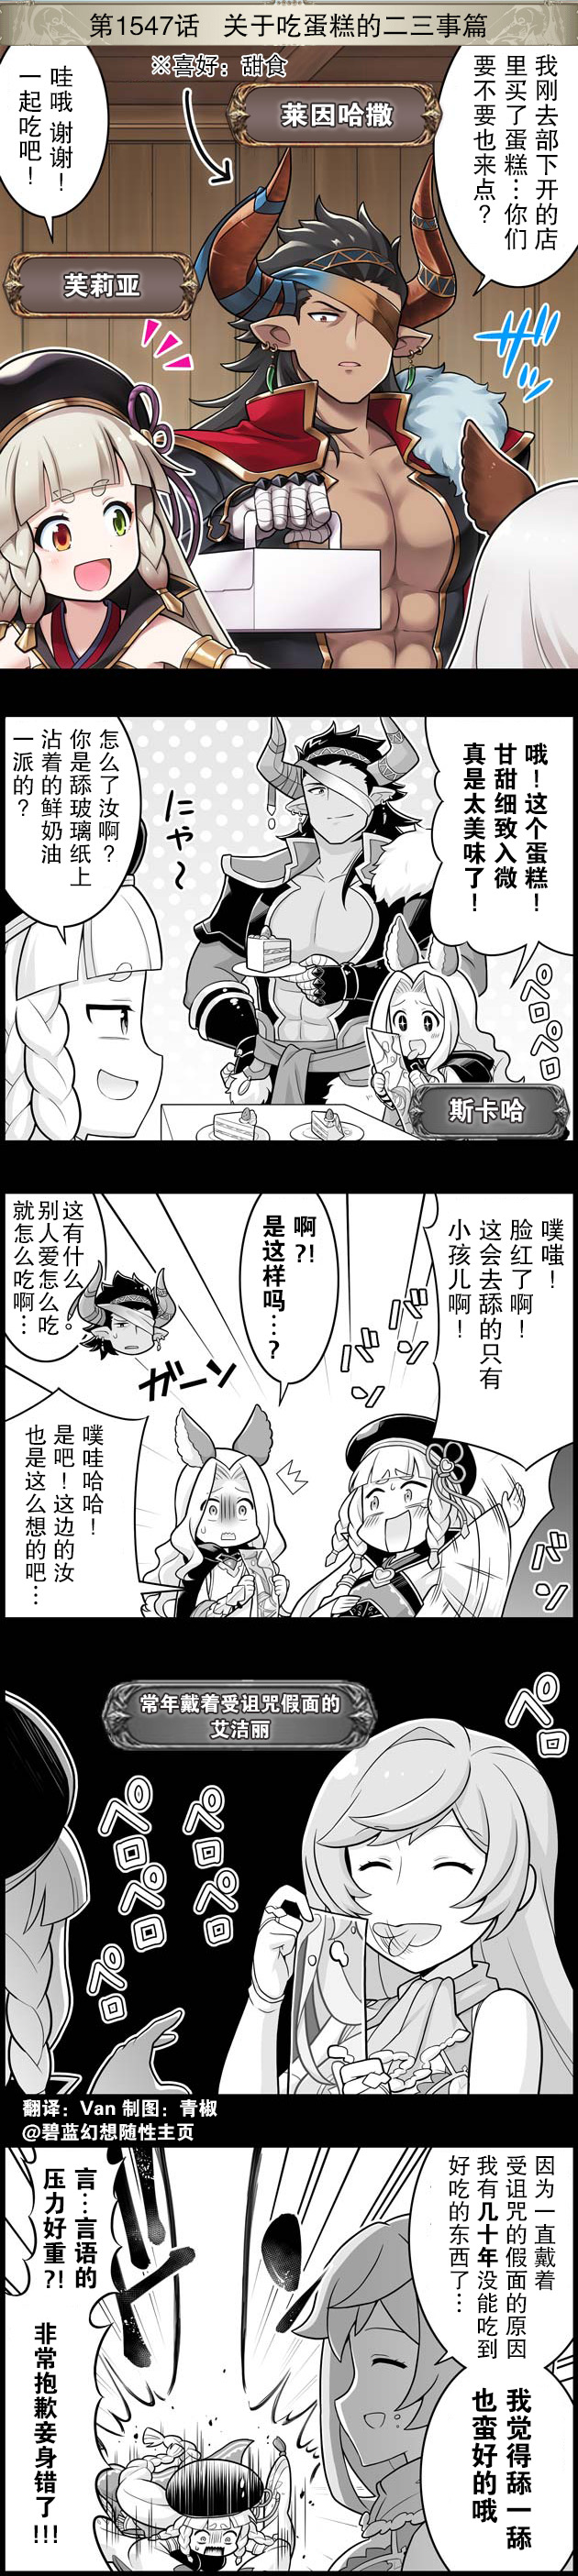 第1547话 关于吃蛋糕的二三事篇
我刚去部下开的店
里买了蛋糕…你们
要不要也来点？
※喜好：甜食
莱因哈撒
哇哦 谢谢！
一起吃吧！
芙莉亚
哦！这个蛋糕！
甘甜细致入微
真是太美味了！
にゃ〜
怎么了汝啊？
你是舔玻璃纸上
沾着的鲜奶油
一派的？
ペロペロ
斯卡哈
噗嗤！
脸红了啊！
这会去舔的只有
小孩儿啊！
バンバン
啊?!
是这样吗…？
这有什么。
别人爱怎么吃
就怎么吃啊…
ガーン
噗哇哈哈！
是吧！这边的汝
也是这么想的吧…
バン
常年戴着受诅咒假面的
艾洁丽
ペロ
ペロペロ
ペロペロ
ペロ
翻译：Van 制图：青椒
@碧蓝幻想随性主页
因为一直戴着
受诅咒的假面的原因
我有几十年没能吃到
好吃的东西了…
我觉得舔一舔
也蛮好的哦
言…言语的
压力好重?!
非常抱歉妾身错了!!!